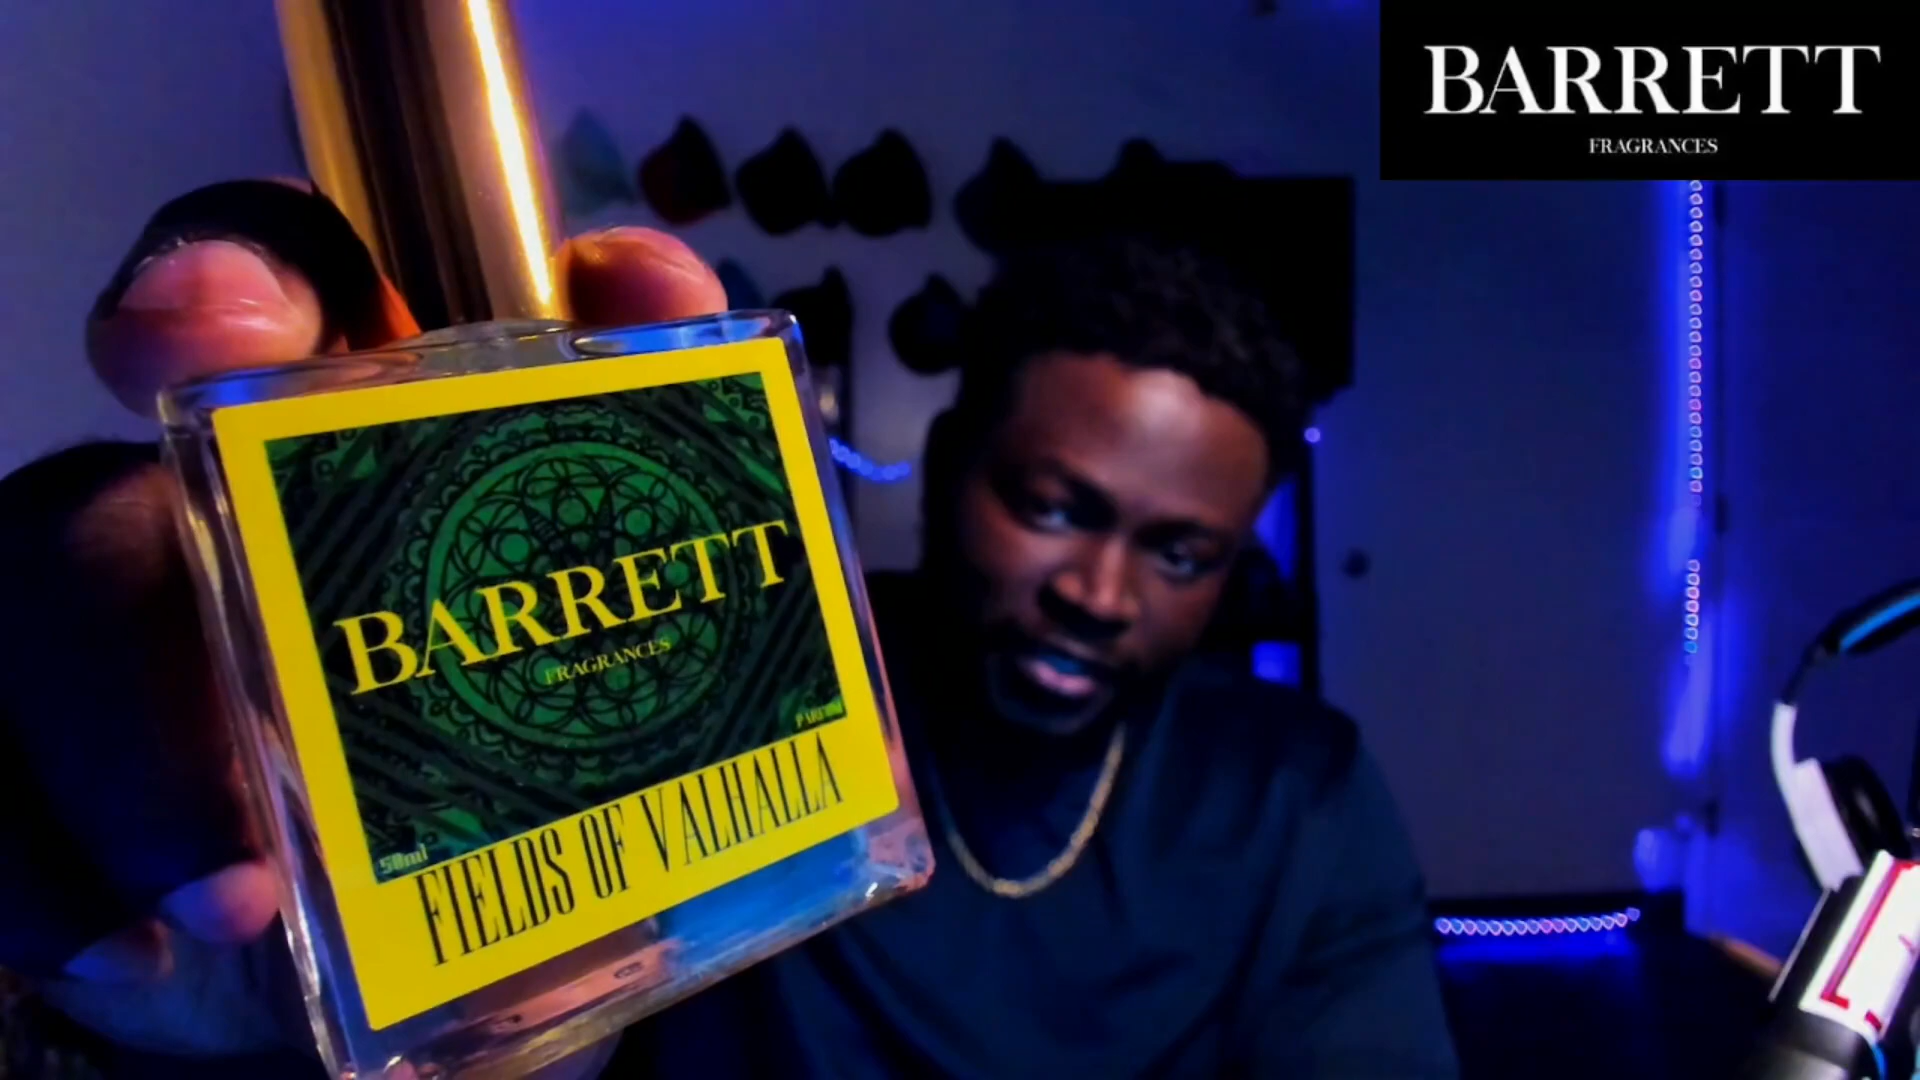 BARRETT
FRAGRANCES
BARRETT
FRAGRANCES
PARFUM
50ml
FIELDS OF VALHALLA